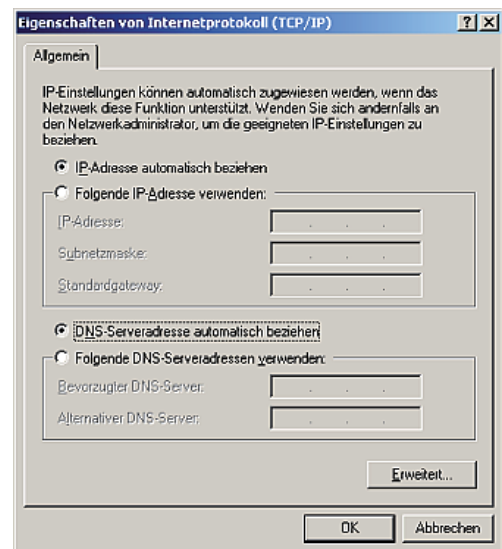 Eigenschaften von Internetprotokoll (TCP/IP)
Allgemein
IP-Einstellungen können automatisch zugewiesen werden, wenn das
Netzwerk diese Funktion unterstützt. Wenden Sie sich andernfalls an
den Netzwerkadministrator, um die geeigneten IP-Einstellungen zu
beziehen.
IP-Adresse automatisch beziehen
Folgende IP-Adresse verwenden:
IP-Adresse:
Subnetzmaske:
Standardgateway:
DNS-Serveradresse automatisch beziehen
Folgende DNS-Serveradressen verwenden:
Bevorzugter DNS-Server:
Alternativer DNS-Server:
Erweitert...
OK
Abbrechen